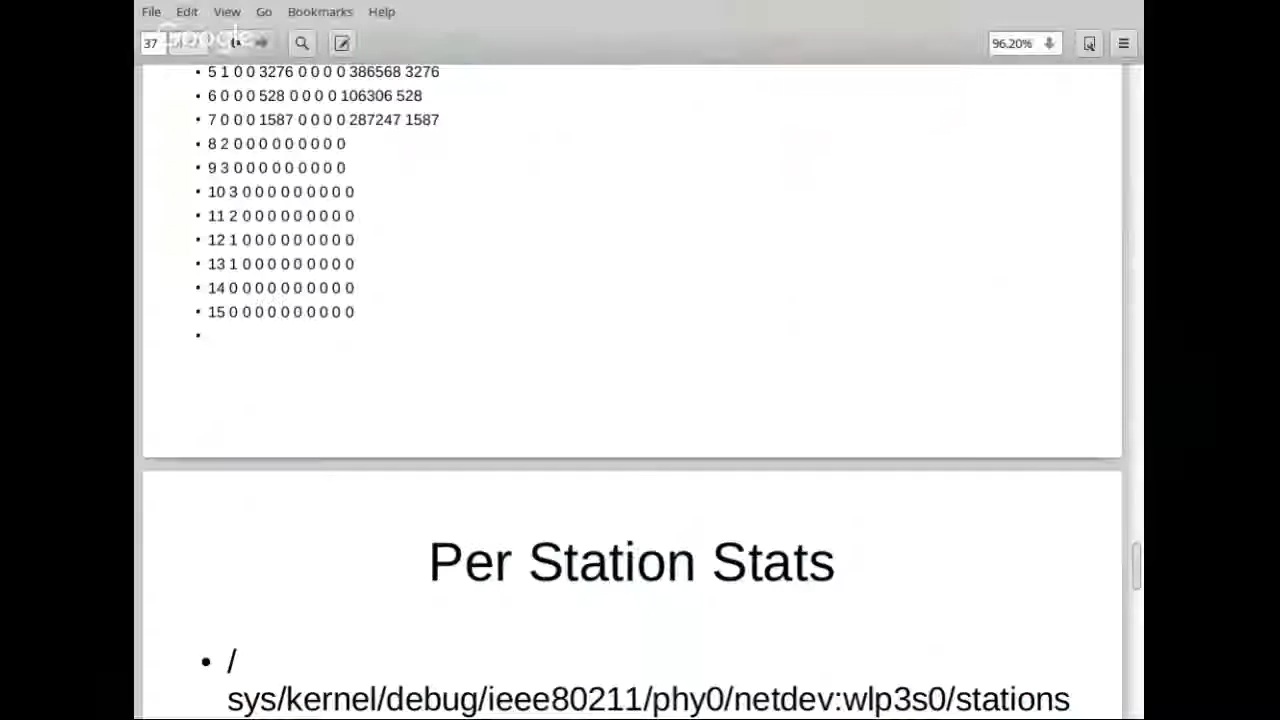 File Edit View Go Bookmarks Help
Google
37 96.20%
• 5 1 0 0 3276 0 0 0 0 386568 3276
• 6 0 0 0 528 0 0 0 0 106306 528
• 7 0 0 0 1587 0 0 0 0 287247 1587
• 8 2 0 0 0 0 0 0 0 0 0
• 9 3 0 0 0 0 0 0 0 0 0
• 10 3 0 0 0 0 0 0 0 0 0
• 11 2 0 0 0 0 0 0 0 0 0
• 12 1 0 0 0 0 0 0 0 0 0
• 13 1 0 0 0 0 0 0 0 0 0
• 14 0 0 0 0 0 0 0 0 0 0
• 15 0 0 0 0 0 0 0 0 0 0
•
Per Station Stats
• /
sys/kernel/debug/ieee80211/phy0/netdev:wlp3s0/stations